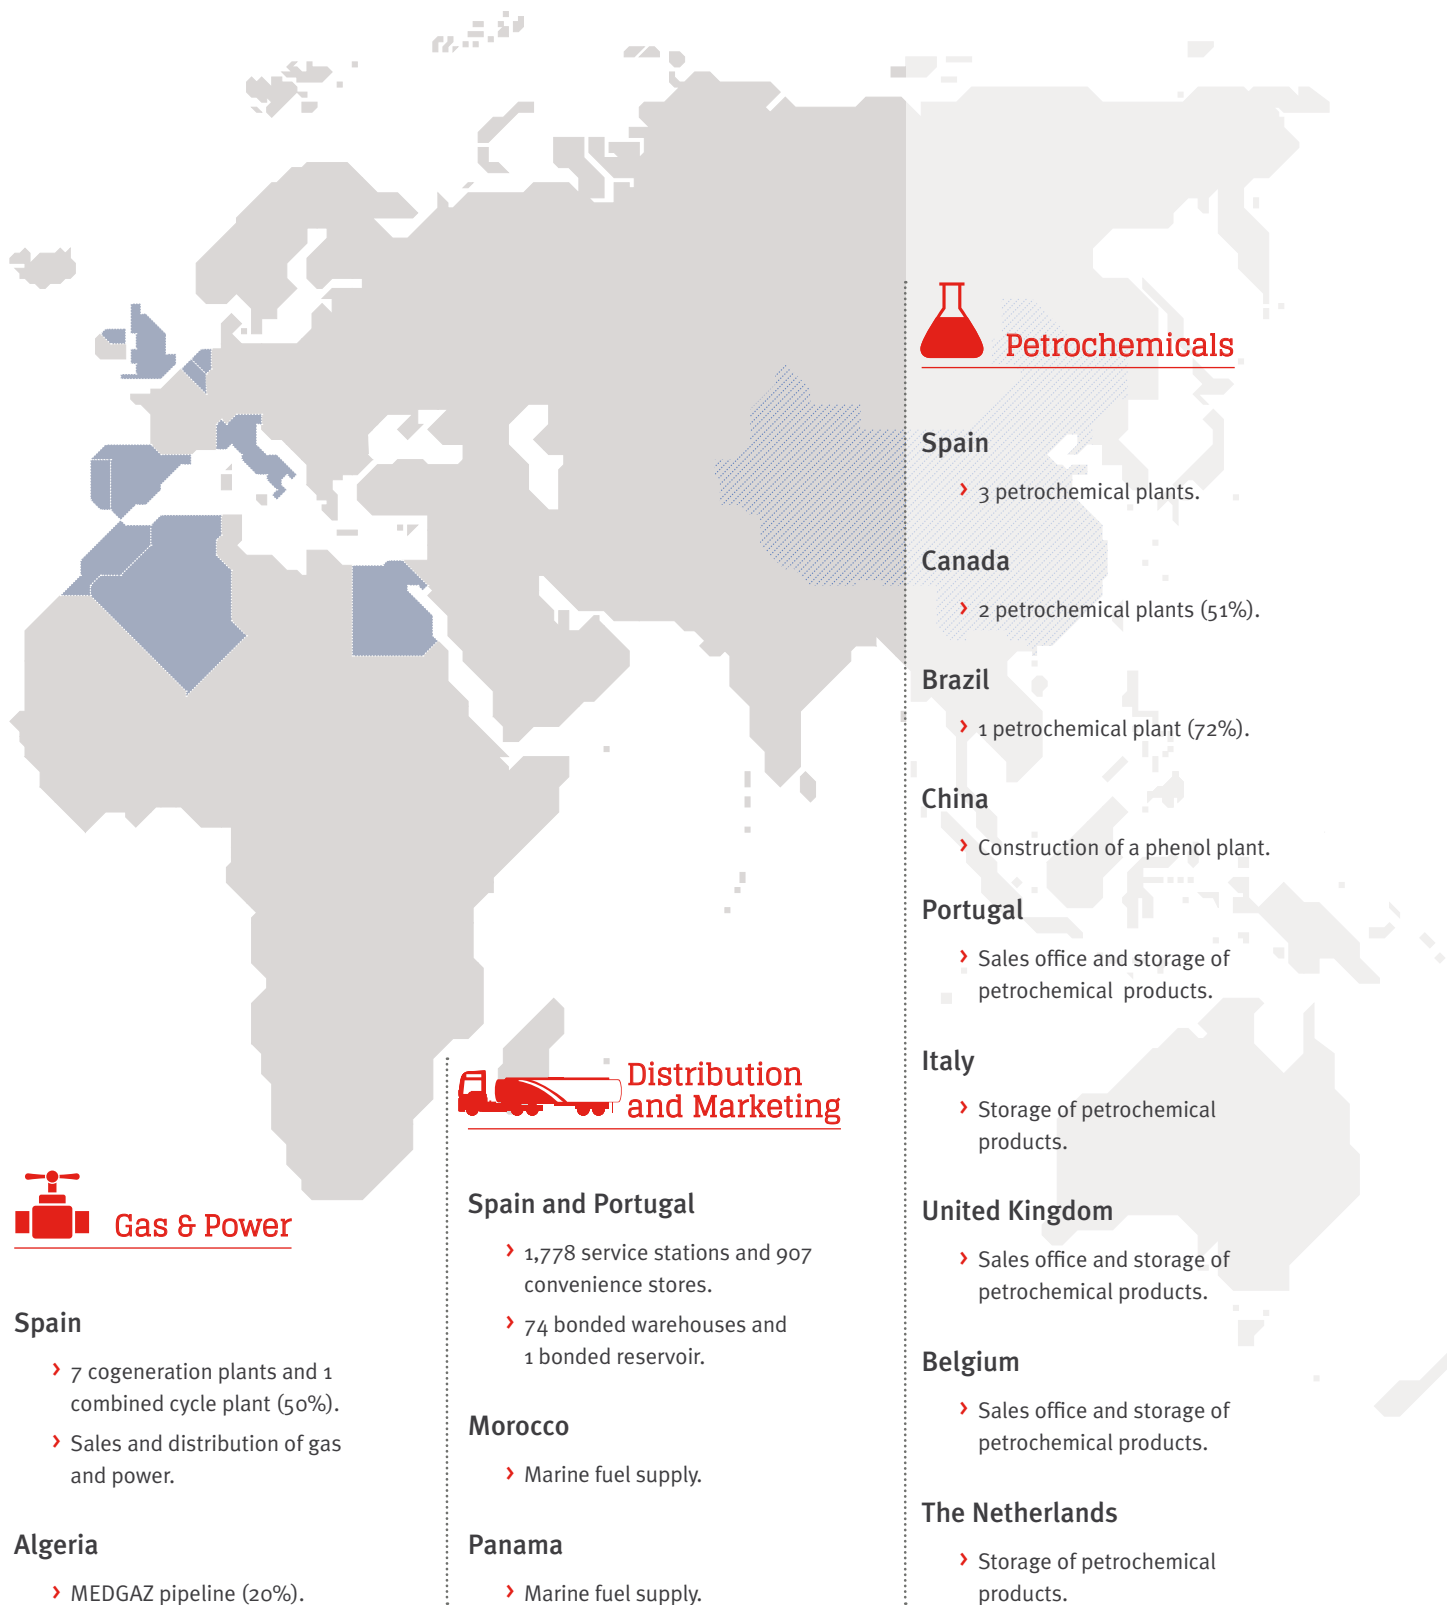 Gas & Power
Spain
› 7 cogeneration plants and 1
combined cycle plant (50%).
› Sales and distribution of gas
and power.
Algeria
› MEDGAZ pipeline (20%).
Distribution
and Marketing
Spain and Portugal
› 1,778 service stations and 907
convenience stores.
› 74 bonded warehouses and
1 bonded reservoir.
Morocco
› Marine fuel supply.
Panama
› Marine fuel supply.
Petrochemicals
Spain
› 3 petrochemical plants.
Canada
› 2 petrochemical plants (51%).
Brazil
› 1 petrochemical plant (72%).
China
› Construction of a phenol plant.
Portugal
› Sales office and storage of
petrochemical products.
Italy
› Storage of petrochemical
products.
United Kingdom
› Sales office and storage of
petrochemical products.
Belgium
› Sales office and storage of
petrochemical products.
The Netherlands
› Storage of petrochemical
products.